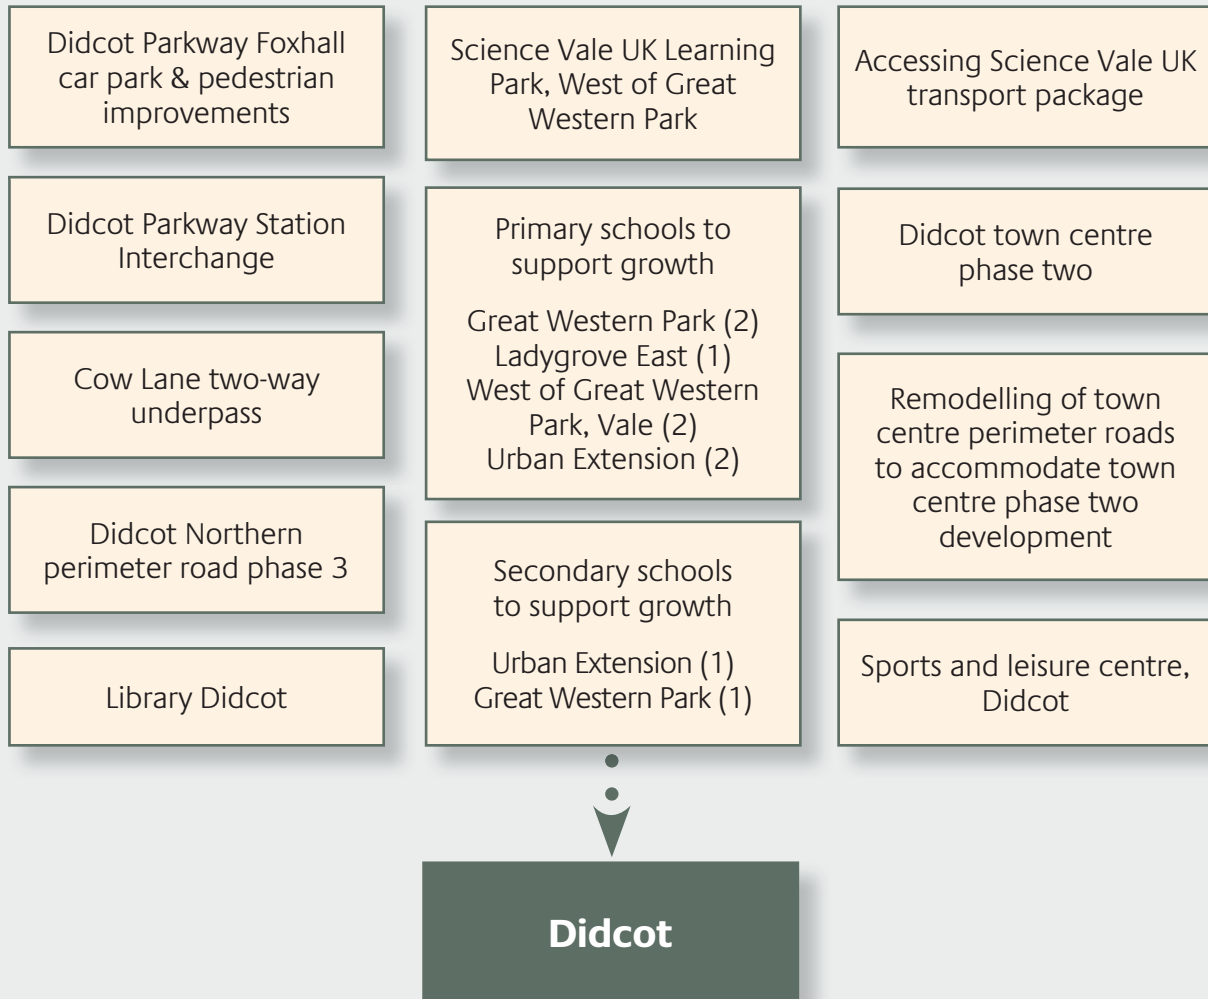 Didcot Parkway Foxhall
car park & pedestrian
improvements
Didcot Parkway Station
Interchange
Cow Lane two-way
underpass
Didcot Northern
perimeter road phase 3
Library Didcot
Science Vale UK Learning
Park, West of Great
Western Park
Primary schools to
support growth
Great Western Park (2)
Ladygrove East (1)
West of Great Western
Park, Vale (2)
Urban Extension (2)
Secondary schools
to support growth
Urban Extension (1)
Great Western Park (1)
Accessing Science Vale UK
transport package
Didcot town centre
phase two
Remodelling of town
centre perimeter roads
to accommodate town
centre phase two
development
Sports and leisure centre,
Didcot
Didcot